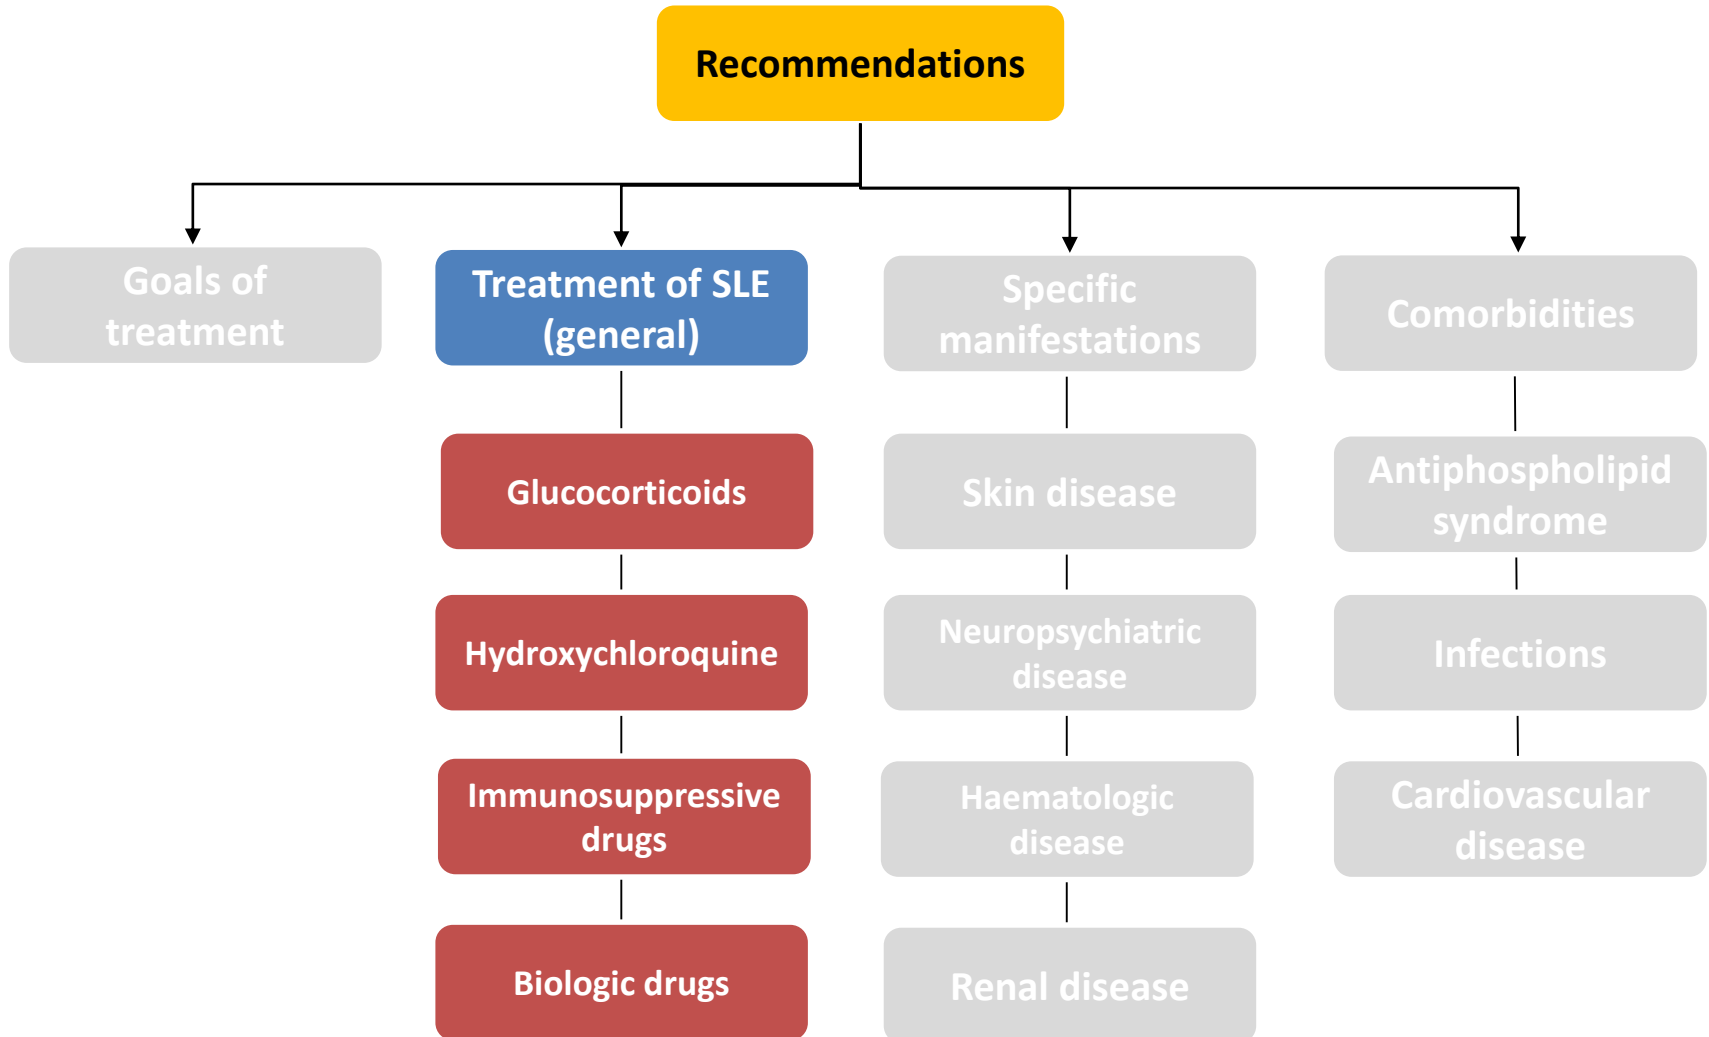 Recommendations
Goals of
treatment
Treatment of SLE
(general)
Specific
manifestations
Comorbidities
Glucocorticoids
Skin disease
Antiphospholipid
syndrome
Hydroxychloroquine
Neuropsychiatric
disease
Infections
Immunosuppressive
drugs
Haematologic
disease
Cardiovascular
disease
Biologic drugs
Renal disease